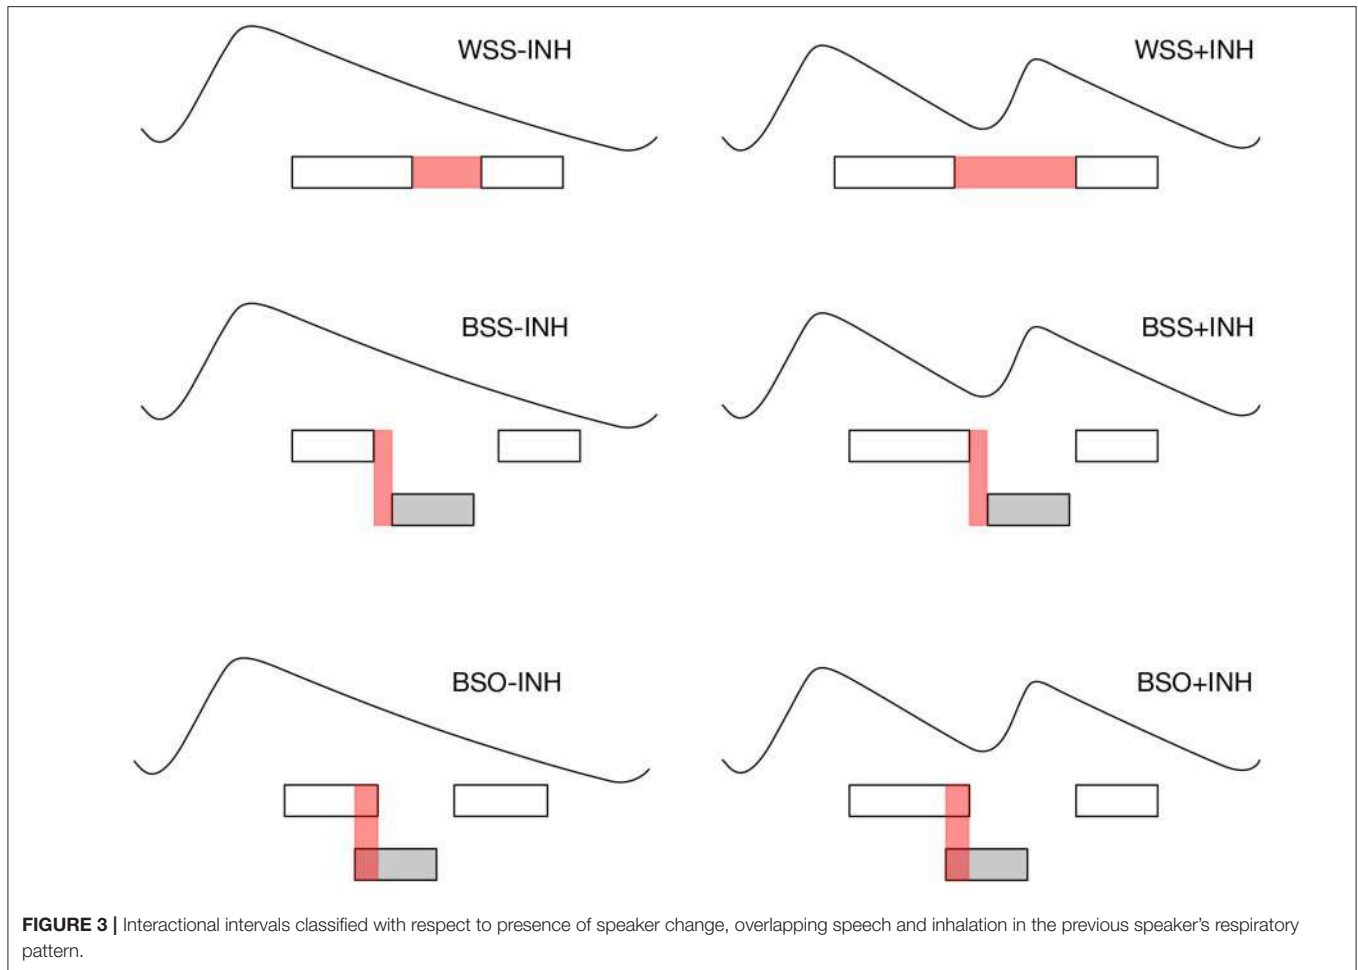 WSS-INH
WSS+INH
BSS-INH
BSS+INH
BSO-INH
BSO+INH
FIGURE 3 | Interactional intervals classified with respect to presence of speaker change, overlapping speech and inhalation in the previous speaker’s respiratory
pattern.